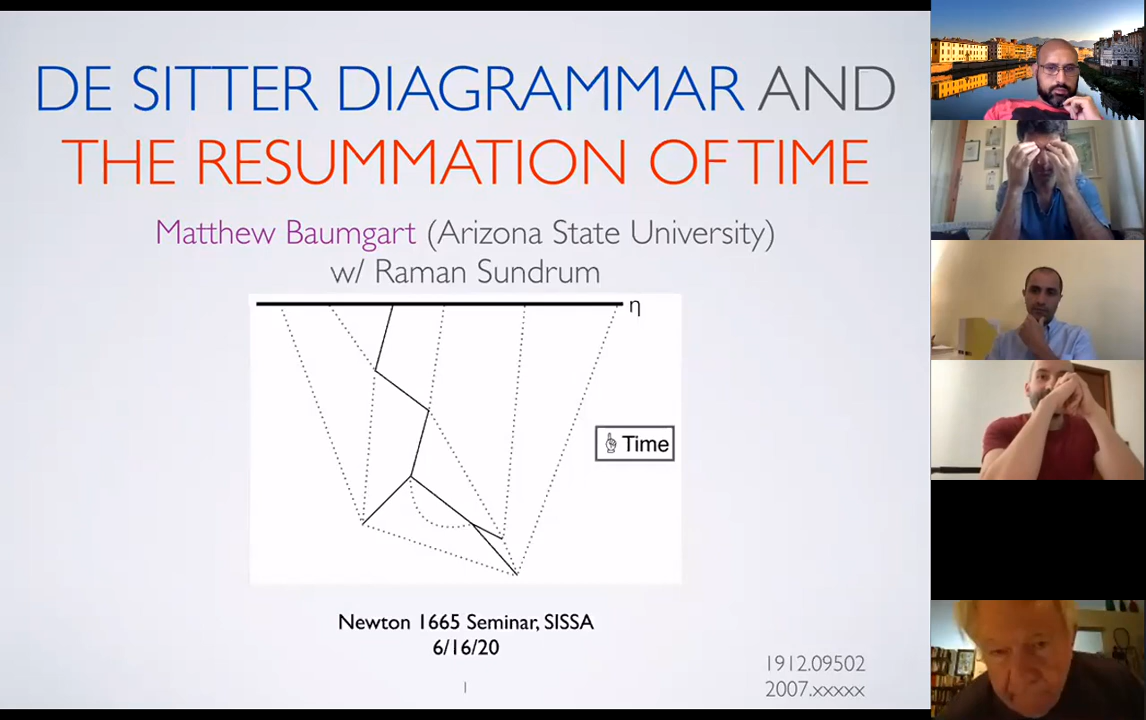 DE SITTER DIAGRAMMAR AND
THE RESUMMATION OF TIME
Matthew Baumgart (Arizona State University)
w/ Raman Sundrum
η
☝ Time
Newton 1665 Seminar, SISSA
6/16/20
1912.09502
2007.xxxxx
1